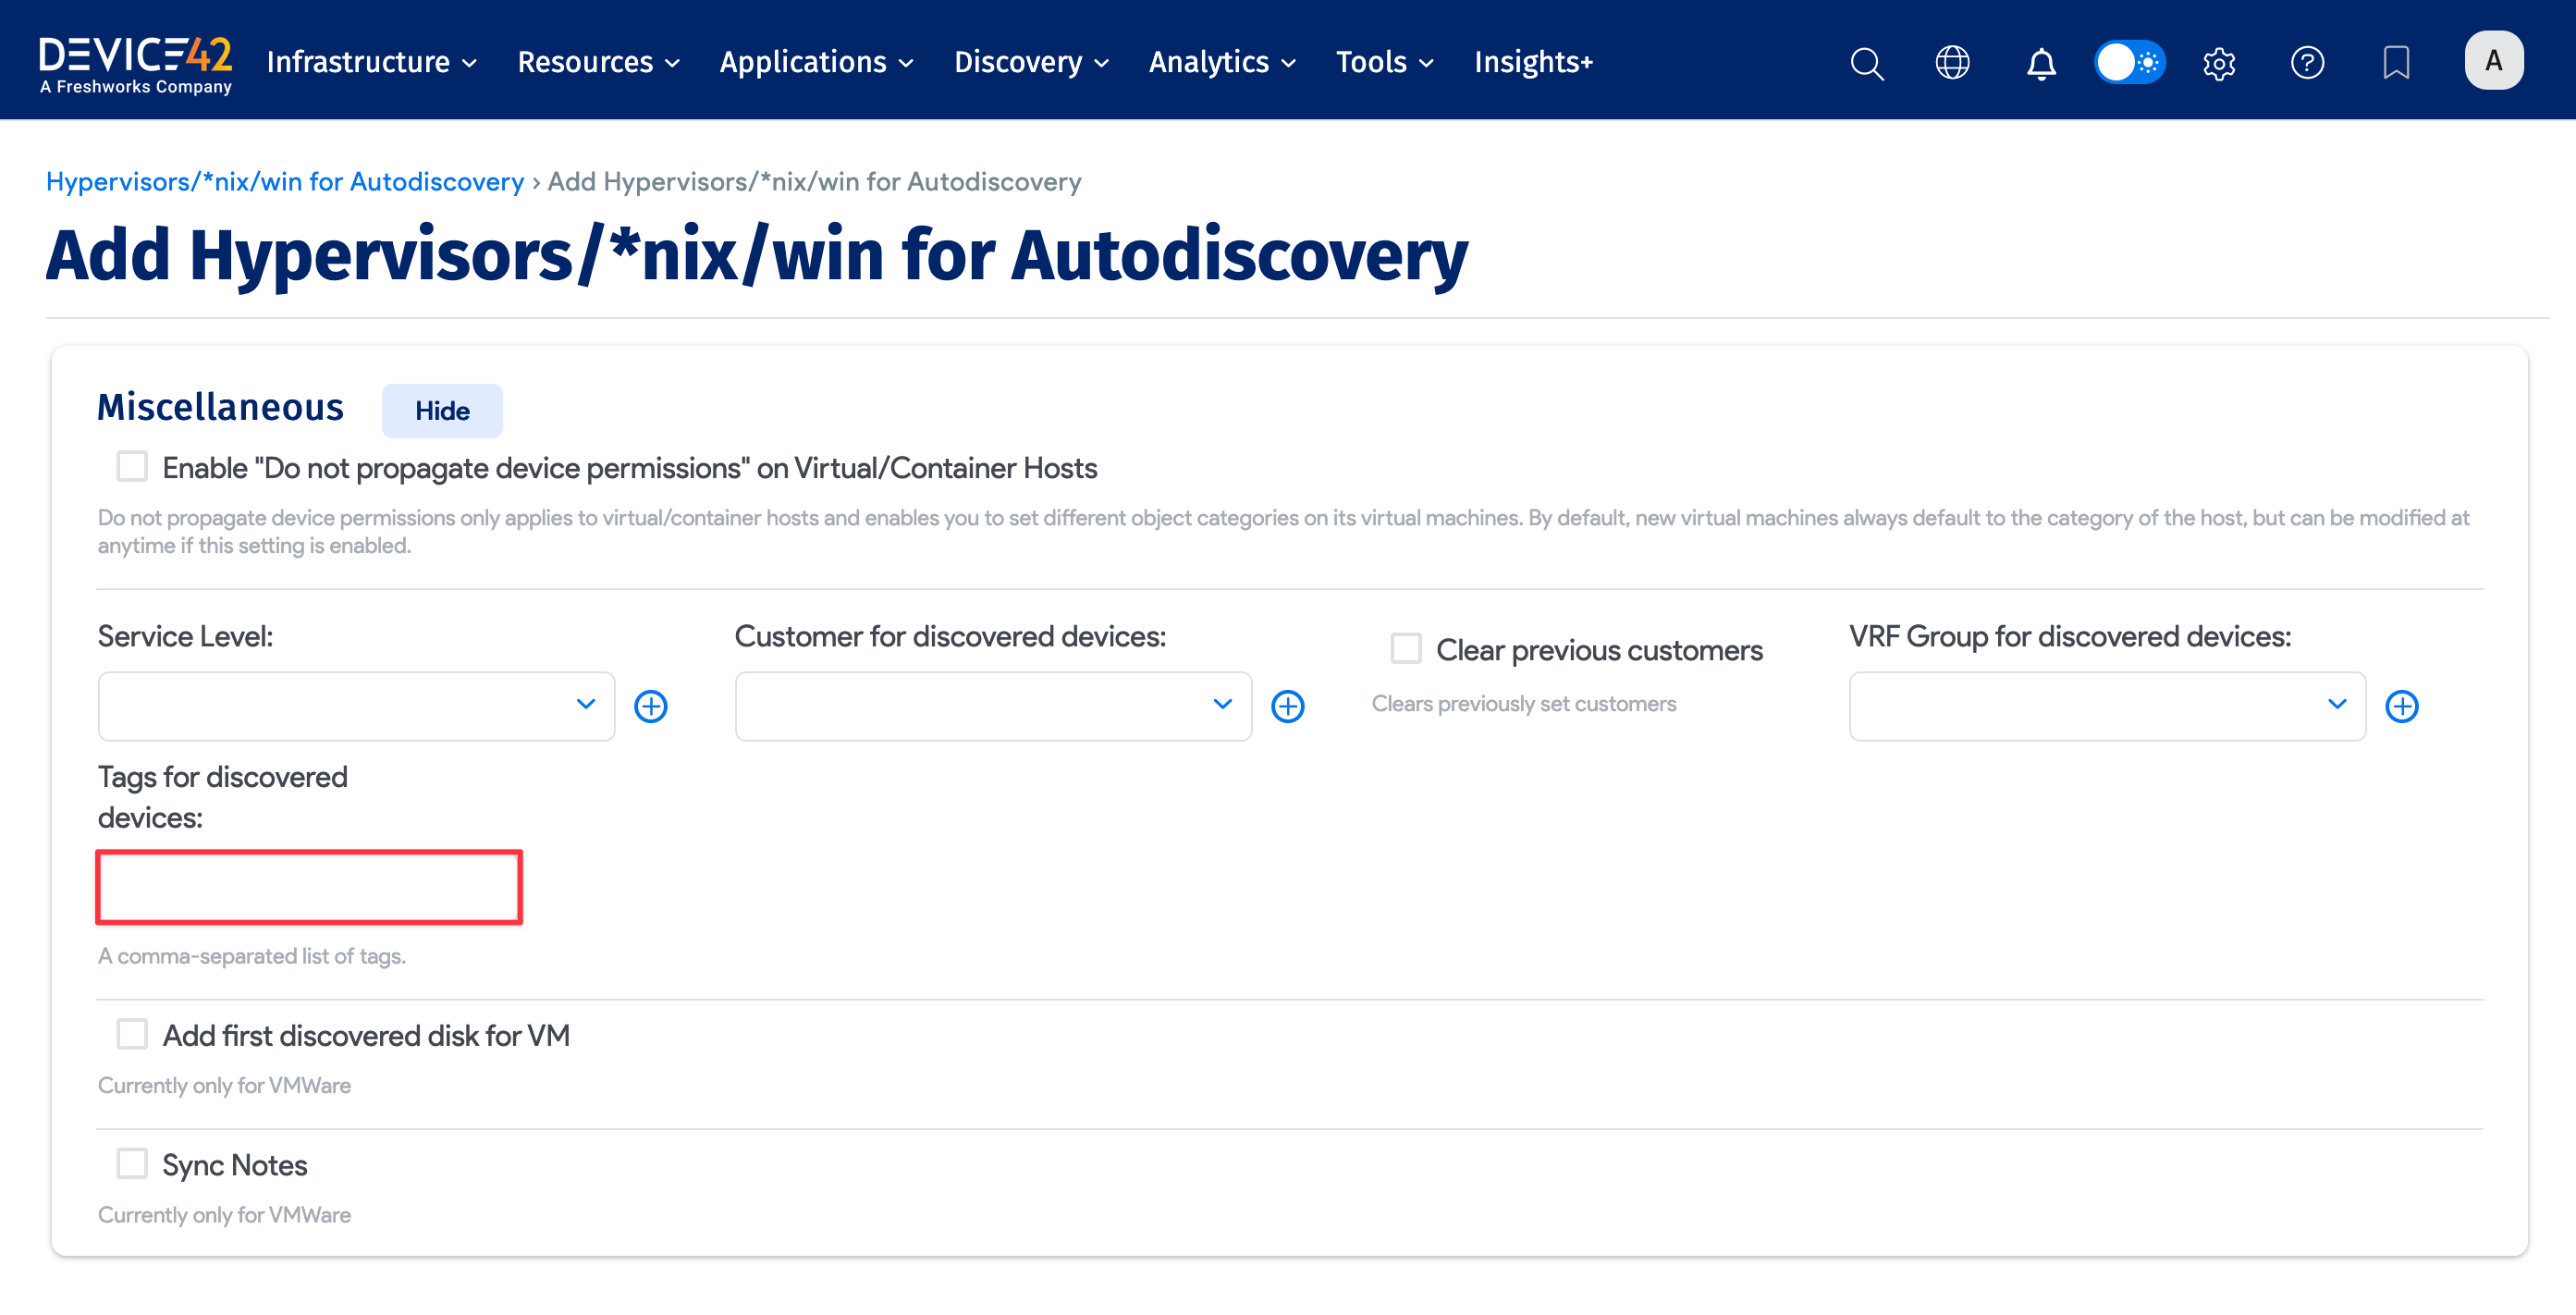 DEVICE42
A Freshworks Company
Infrastructure Resources Applications Discovery Analytics Tools Insights+
A
Hypervisors/*nix/win for Autodiscovery › Add Hypervisors/*nix/win for Autodiscovery
Add Hypervisors/*nix/win for Autodiscovery
Miscellaneous Hide
Enable "Do not propagate device permissions" on Virtual/Container Hosts
Do not propagate device permissions only applies to virtual/container hosts and enables you to set different object categories on its virtual machines. By default, new virtual machines always default to the category of the host, but can be modified at
anytime if this setting is enabled.
Service Level: Customer for discovered devices: Clear previous customers VRF Group for discovered devices:
Clears previously set customers
Tags for discovered
devices:
A comma-separated list of tags.
Add first discovered disk for VM
Currently only for VMWare
Sync Notes
Currently only for VMWare